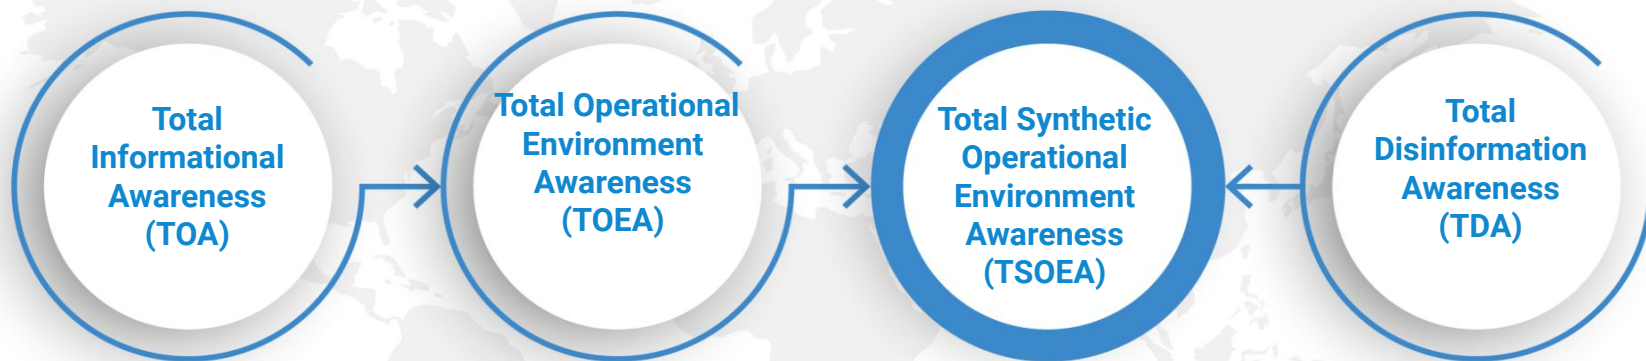 Total
Informational
Awareness
(TOA)
Total Operational
Environment
Awareness
(TOEA)
Total Synthetic
Operational
Environment
Awareness
(TSOEA)
Total
Disinformation
Awareness
(TDA)